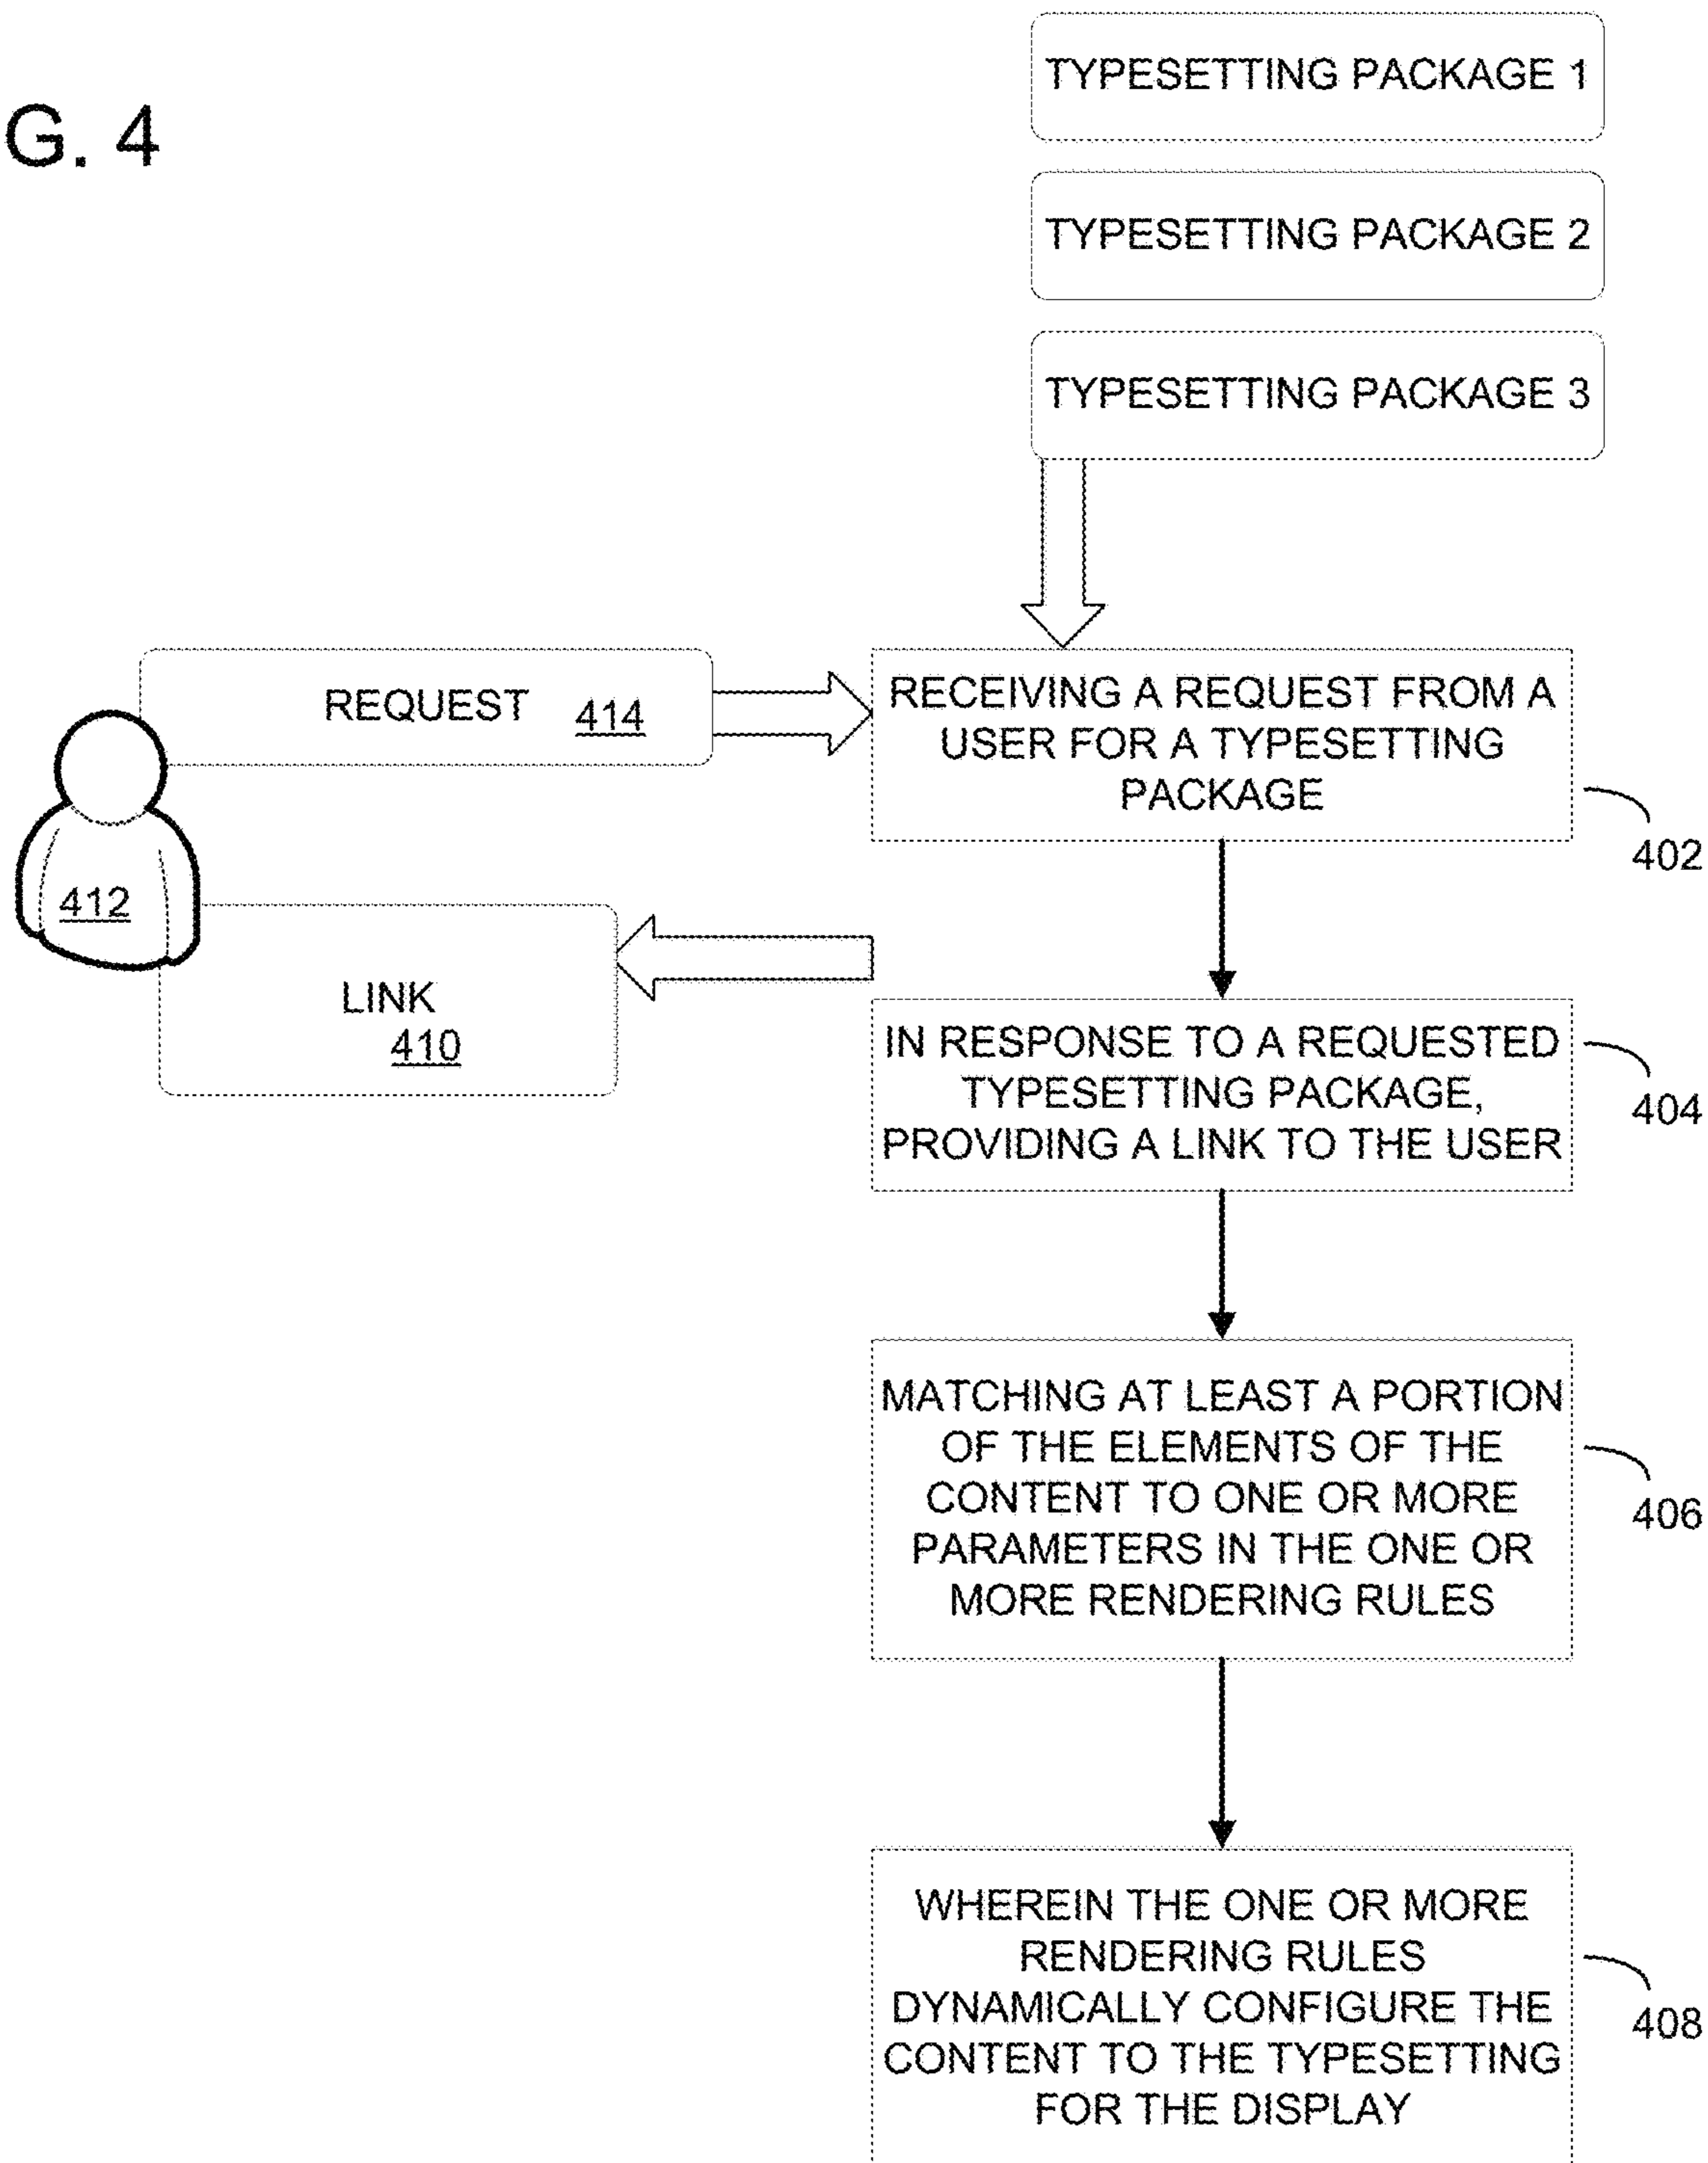 G. 4
TYPESETTING PACKAGE 1
TYPESETTING PACKAGE 2
TYPESETTING PACKAGE 3
REQUEST 414
RECEIVING A REQUEST FROM A
USER FOR A TYPESETTING
PACKAGE
402
412
LINK
410
IN RESPONSE TO A REQUESTED
TYPESETTING PACKAGE,
PROVIDING A LINK TO THE USER
404
MATCHING AT LEAST A PORTION
OF THE ELEMENTS OF THE
CONTENT TO ONE OR MORE
PARAMETERS IN THE ONE OR
MORE RENDERING RULES
406
WHEREIN THE ONE OR MORE
RENDERING RULES
DYNAMICALLY CONFIGURE THE
CONTENT TO THE TYPESETTING
FOR THE DISPLAY
408